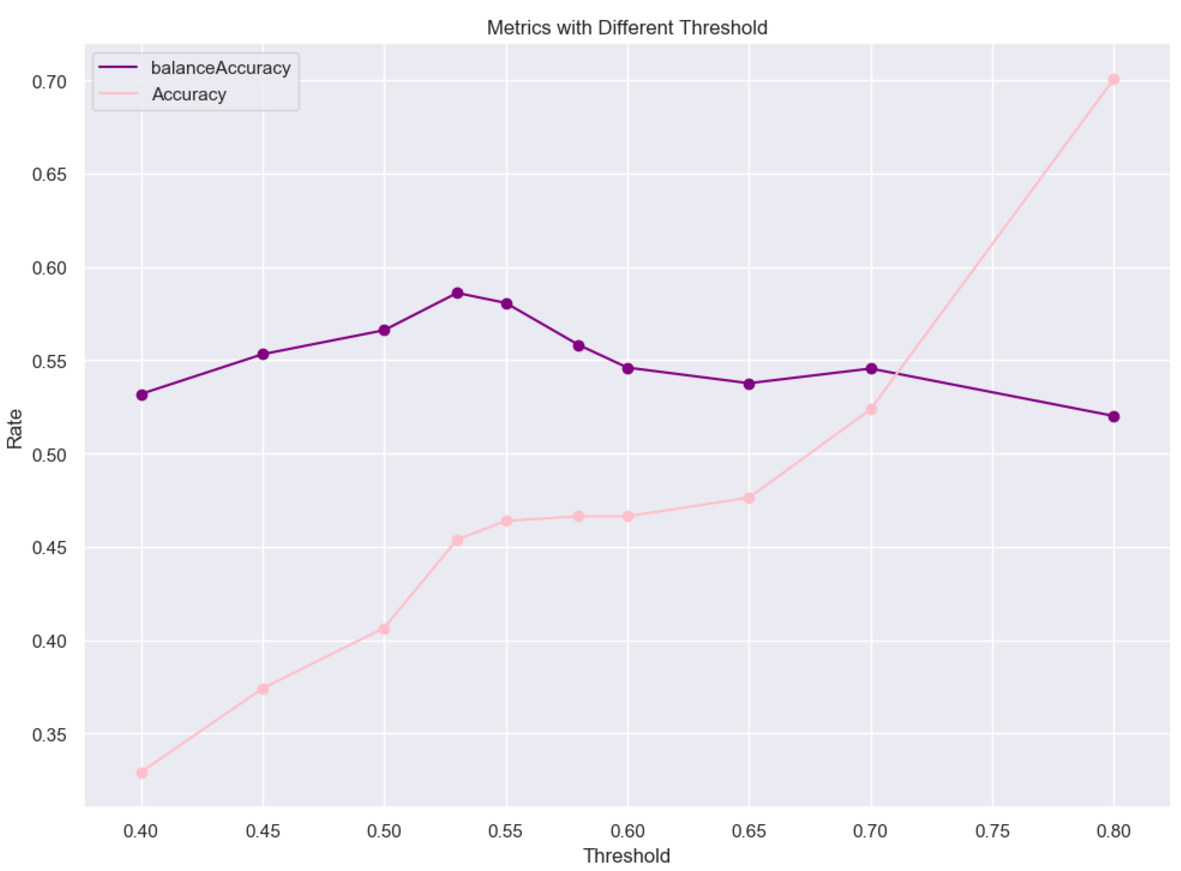 Metrics with Different Threshold
balanceAccuracy
Accuracy
0.70
0.65
0.60
0.55
0.50
0.45
0.40
0.35
Rate
0.40 0.45 0.50 0.55 0.60 0.65 0.70 0.75 0.80
Threshold